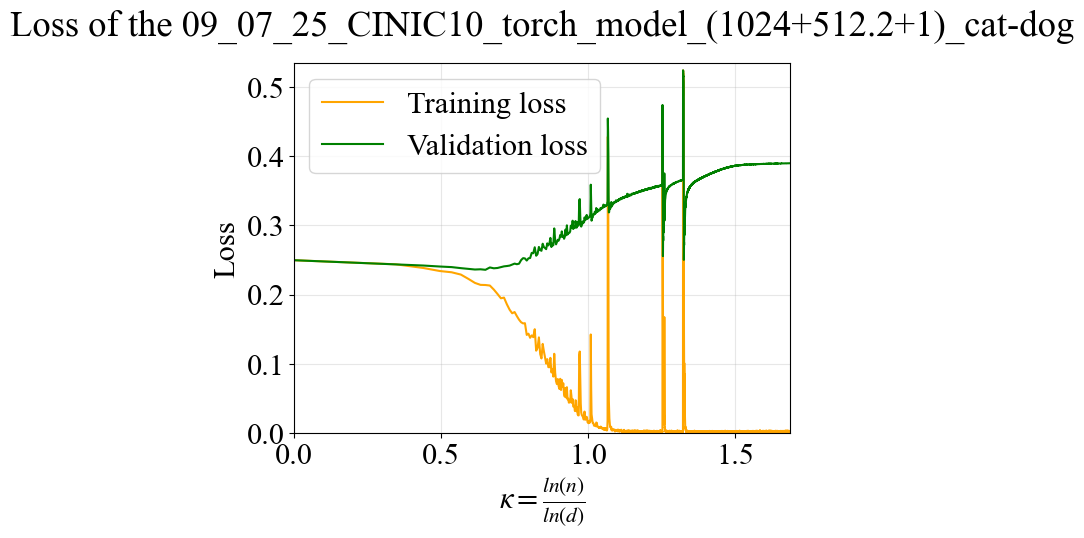 Loss of the 09_07_25_CINIC10_torch_model_(1024+512.2+1)_cat-dog
Training loss
Validation loss
Loss
0.5
0.4
0.3
0.2
0.1
0.0
0.0 0.5 1.0 1.5
κ = ln(n)/ln(d)